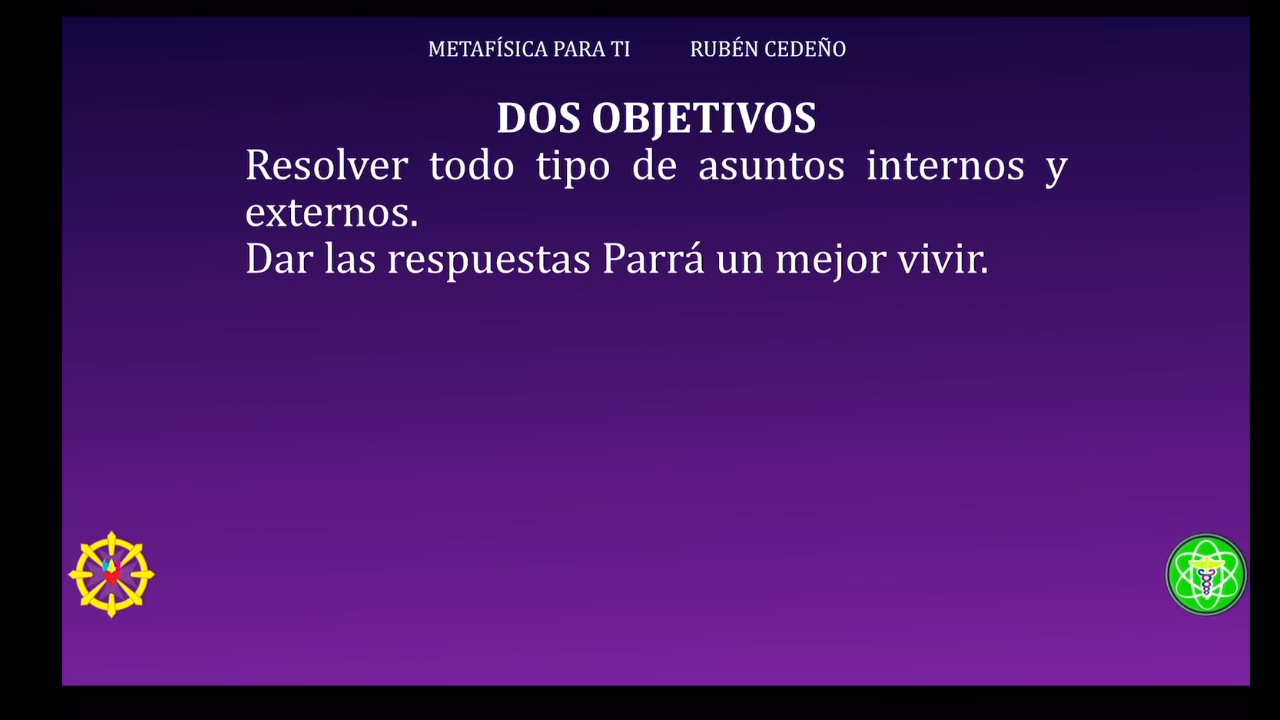 METAFÍSICA PARA TI RUBÉN CEDEÑO
DOS OBJETIVOS
Resolver todo tipo de asuntos internos y
externos.
Dar las respuestas Parrá un mejor vivir.